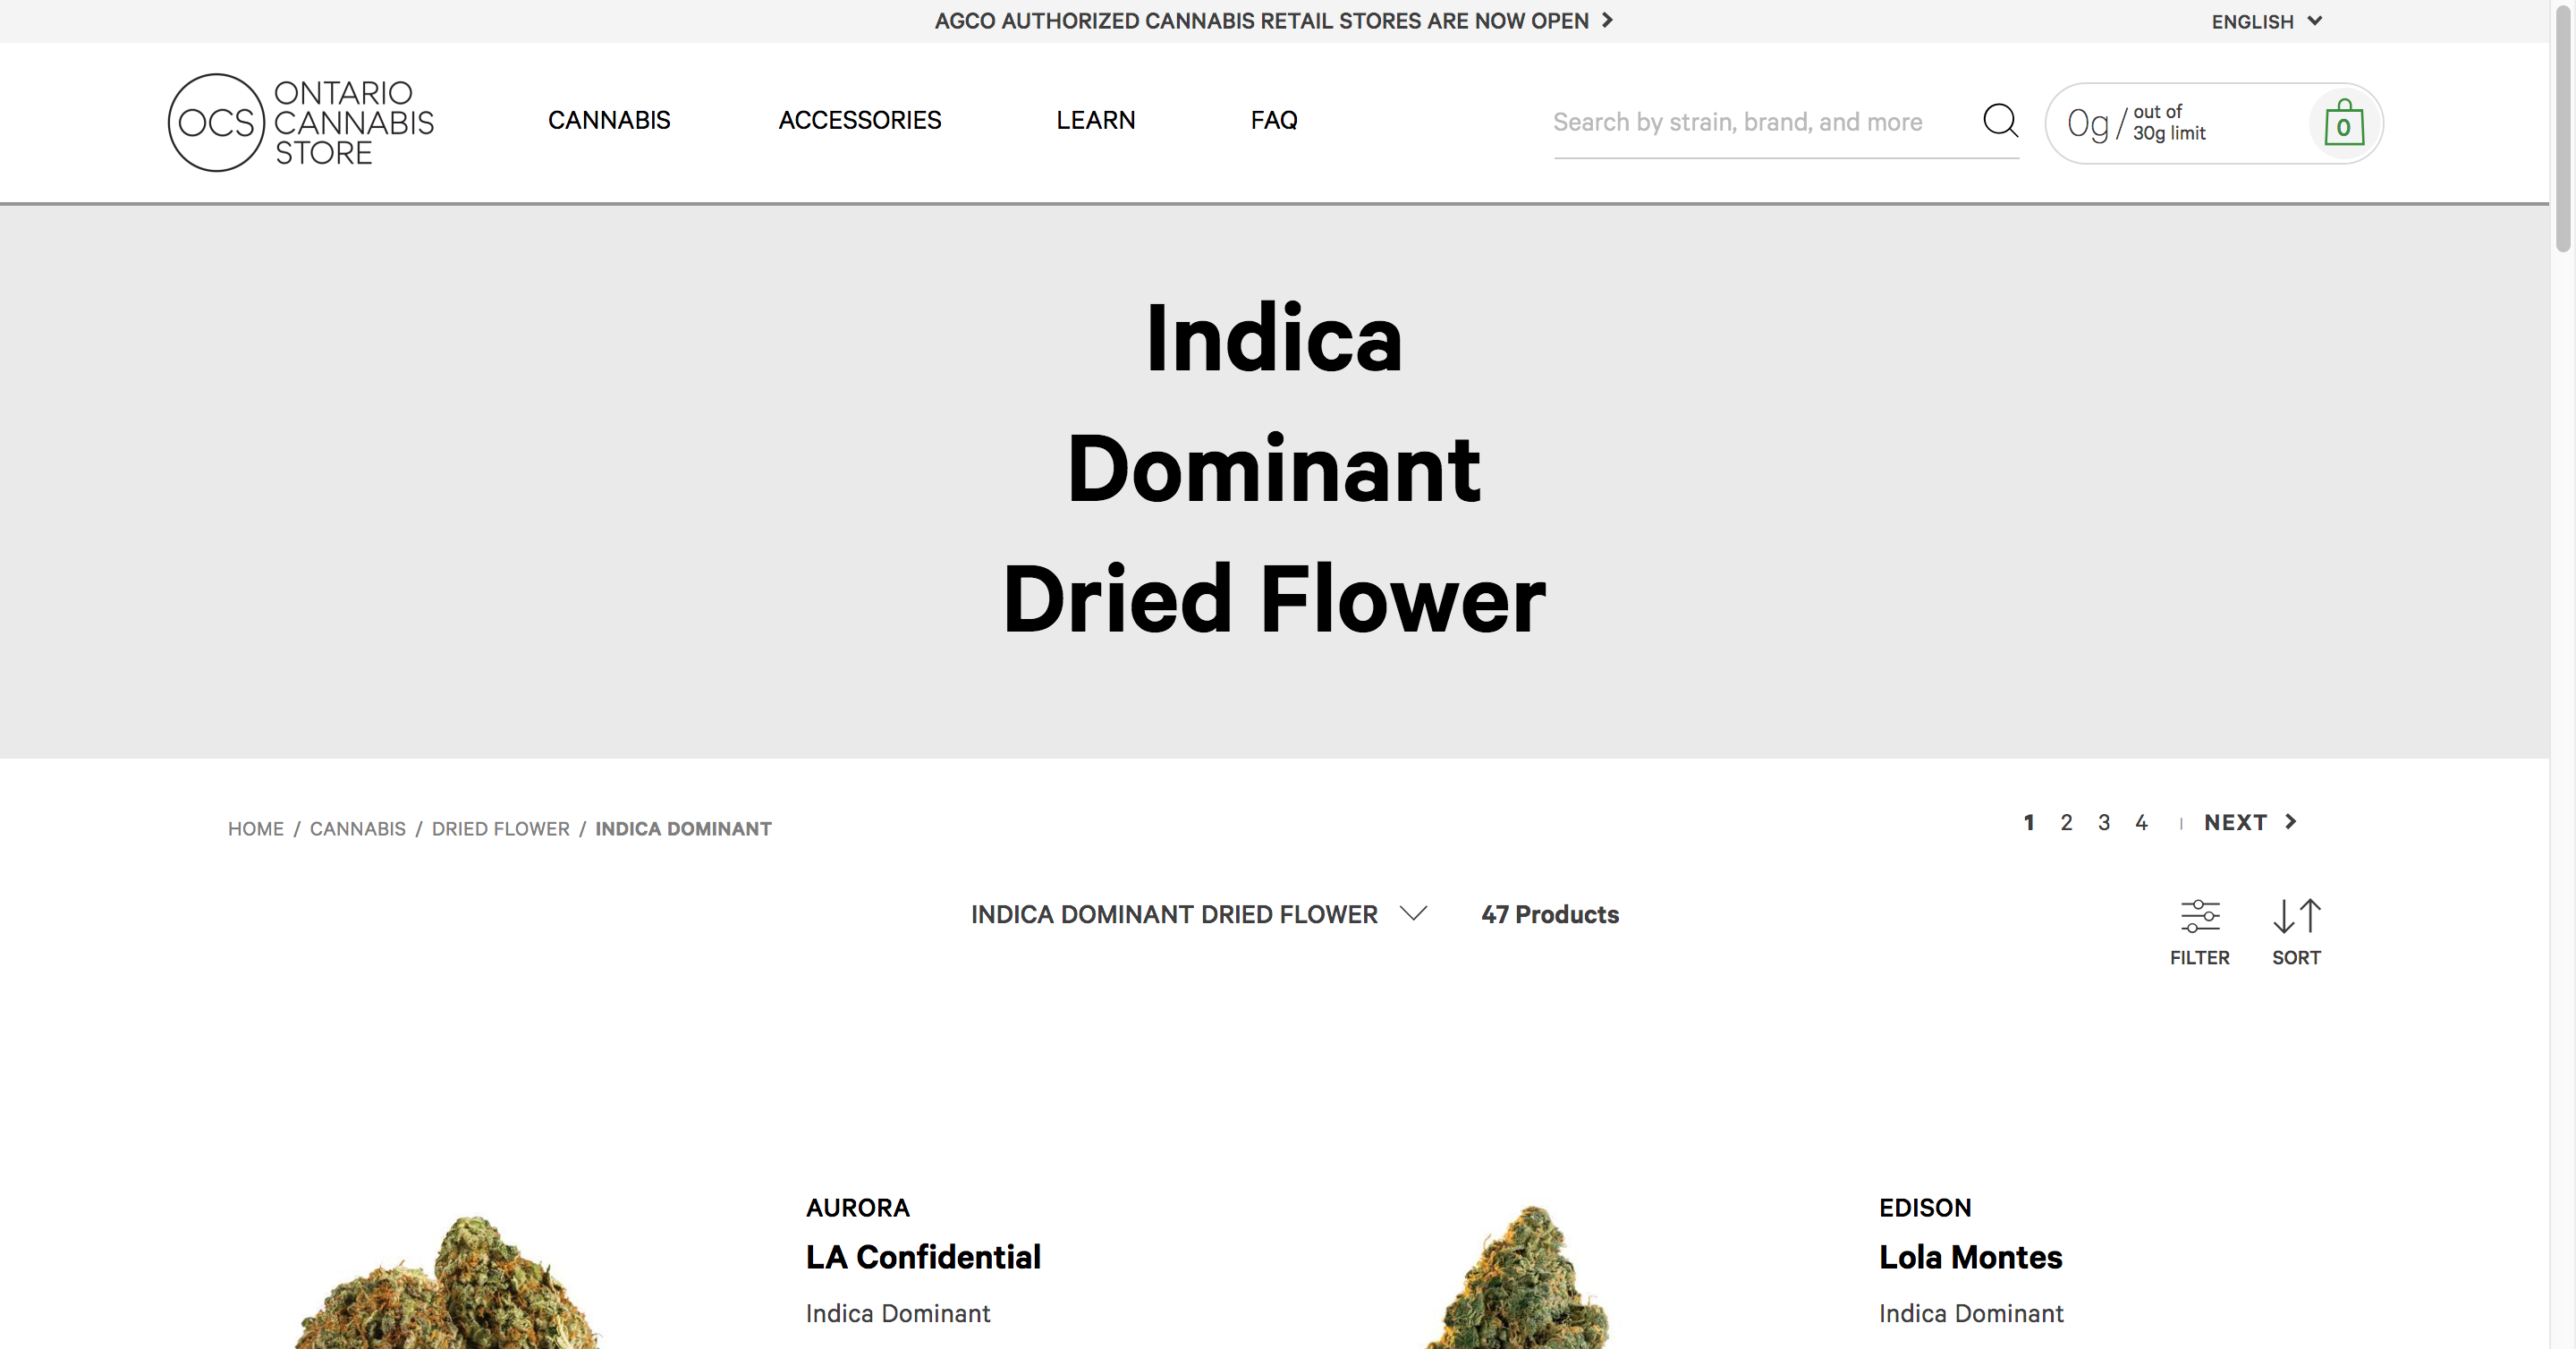 AGCO AUTHORIZED CANNABIS RETAIL STORES ARE NOW OPEN
ENGLISH
OCS
ONTARIO
CANNABIS
STORE
CANNABIS
ACCESSORIES
LEARN
FAQ
Search by strain, brand, and more
0g / out of
30g limit
0
Indica
Dominant
Dried Flower
HOME / CANNABIS / DRIED FLOWER / INDICA DOMINANT
1 2 3 4 | NEXT
INDICA DOMINANT DRIED FLOWER
47 Products
FILTER
SORT
AURORA
LA Confidential
Indica Dominant
EDISON
Lola Montes
Indica Dominant